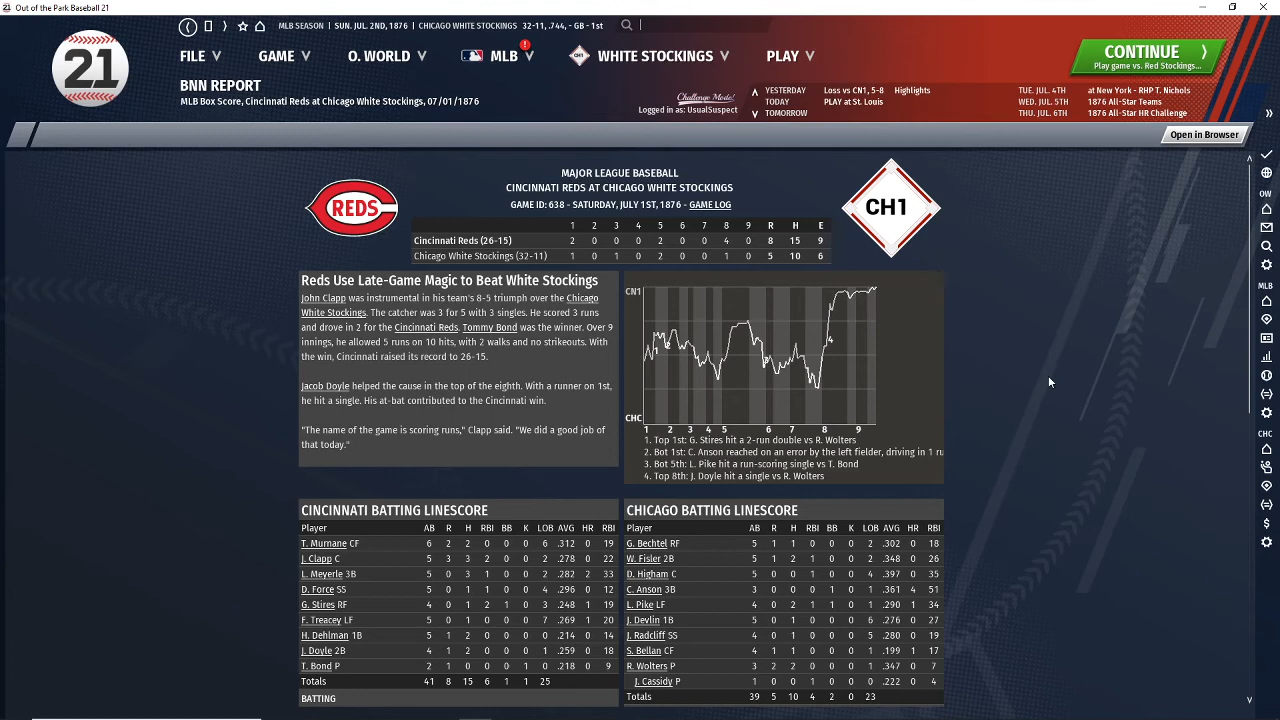 Out of the Park Baseball 21
MLB SEASON | SUN. JUL. 2ND, 1876 | CHICAGO WHITE STOCKINGS 32-11, .744, - GB - 1st
21
FILE GAME O. WORLD MLB ! CH1 WHITE STOCKINGS PLAY
CONTINUE
Play game vs. Red Stockings...
BNN REPORT
MLB Box Score, Cincinnati Reds at Chicago White Stockings, 07/01/1876
Challenge Mode!
Logged in as: UsualSuspect
YESTERDAY Loss vs CN1, 5-8 Highlights
TODAY PLAY at St. Louis
TOMORROW
TUE. JUL. 4TH at New York - RHP T. Nichols
WED. JUL. 5TH 1876 All-Star Teams
THU. JUL. 6TH 1876 All-Star HR Challenge
Open in Browser
REDS
MAJOR LEAGUE BASEBALL
CINCINNATI REDS AT CHICAGO WHITE STOCKINGS
GAME ID: 638 - SATURDAY, JULY 1ST, 1876 - GAME LOG
CH1
1 2 3 4 5 6 7 8 9 R H E
Cincinnati Reds (26-15) 2 0 0 0 2 0 0 4 0 8 15 9
Chicago White Stockings (32-11) 1 0 1 0 2 0 0 1 0 5 10 6
Reds Use Late-Game Magic to Beat White Stockings
John Clapp was instrumental in his team's 8-5 triumph over the Chicago
White Stockings. The catcher was 3 for 5 with 3 singles. He scored 3 runs
and drove in 2 for the Cincinnati Reds. Tommy Bond was the winner. Over 9
innings, he allowed 5 runs on 10 hits, with 2 walks and no strikeouts. With
the win, Cincinnati raised its record to 26-15.
Jacob Doyle helped the cause in the top of the eighth. With a runner on 1st,
he hit a single. His at-bat contributed to the Cincinnati win.
"The name of the game is scoring runs," Clapp said. "We did a good job of
that today."
CN1
1 2 3 4
CHC
1 2 3 4 5 6 7 8 9
1. Top 1st: G. Stires hit a 2-run double vs R. Wolters
2. Bot 1st: C. Anson reached on an error by the left fielder, driving in 1 ru
3. Bot 5th: L. Pike hit a run-scoring single vs T. Bond
4. Top 8th: J. Doyle hit a single vs R. Wolters
CINCINNATI BATTING LINESCORE
Player AB R H RBI BB K LOB AVG HR RBI
T. Murnane CF 6 2 2 0 0 0 6 .312 0 19
J. Clapp C 5 3 3 2 0 0 0 .278 0 22
L. Meyerle 3B 5 0 3 1 0 0 2 .282 2 33
D. Force SS 5 0 1 1 0 0 4 .296 0 12
G. Stires RF 4 0 1 2 1 0 3 .248 1 19
F. Treacey LF 5 0 1 0 0 0 7 .269 1 20
H. Dehlman 1B 5 1 2 0 0 0 2 .214 0 14
J. Doyle 2B 4 1 2 0 0 0 1 .259 0 18
T. Bond P 2 1 0 0 0 1 0 .218 0 9
Totals 41 8 15 6 1 1 25
BATTING
CHICAGO BATTING LINESCORE
Player AB R H RBI BB K LOB AVG HR RBI
G. Bechtel RF 5 1 1 0 0 0 2 .302 0 18
W. Fisler 2B 5 1 2 1 0 0 2 .348 0 26
D. Higham C 5 0 0 1 0 0 4 .397 0 35
C. Anson 3B 3 0 0 0 1 0 1 .361 4 51
L. Pike LF 4 0 2 1 1 0 1 .290 1 34
J. Devlin 1B 5 0 1 0 0 0 6 .276 0 27
J. Radcliff SS 4 0 1 0 0 0 5 .280 0 19
S. Bellan CF 4 1 1 0 0 0 1 .199 1 17
R. Wolters P 3 2 2 0 0 0 1 .347 0 7
J. Cassidy P 1 0 0 1 0 0 0 .222 0 4
Totals 39 5 10 4 2 0 23
OW
MLB
CHC